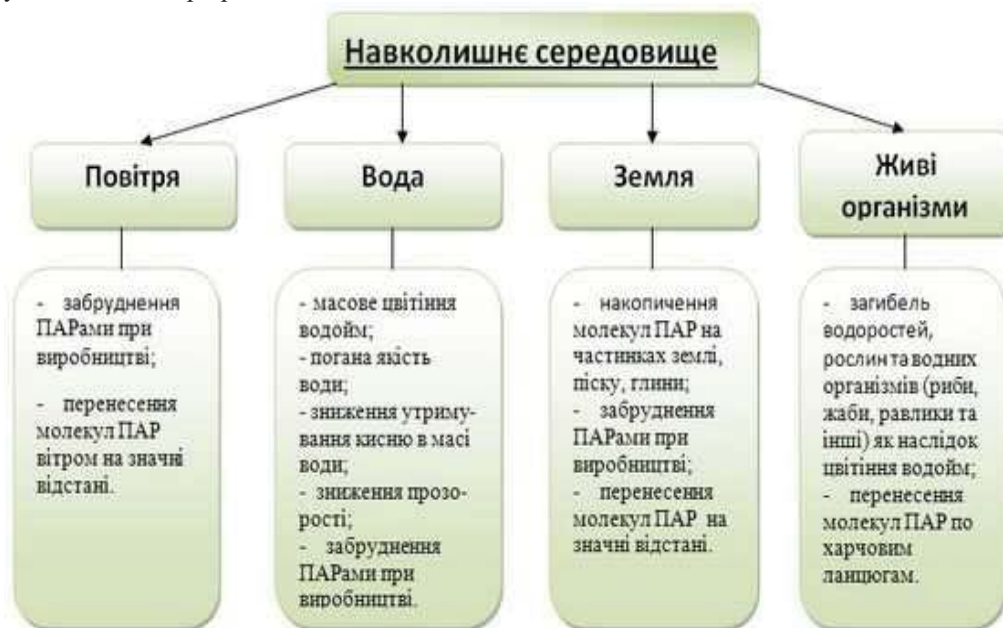 Навколишнє середовище
Повітря
Вода
Земля
Живі
організми
- забруднення
ПАРами при
виробництві;
- перенесення
молекул ПАР
вітром на значні
відстані.
- масове цвітіння
водойм;
- погана якість
води;
- зниження утриму-
вання кисню в масі
води;
- зниження прозо-
рості;
- забруднення
ПАРами при
виробництві.
- накопичення
молекул ПАР на
частинках землі,
піску, глини;
- забруднення
ПАРами при
виробництві;
- перенесення
молекул ПАР на
значні відстані.
- загибель
водоростей,
рослин та водних
організмів (риби,
жаби, равлики та
інші) як наслідок
цвітіння водойм;
- перенесення
молекул ПАР по
харчовим
ланцюгам.